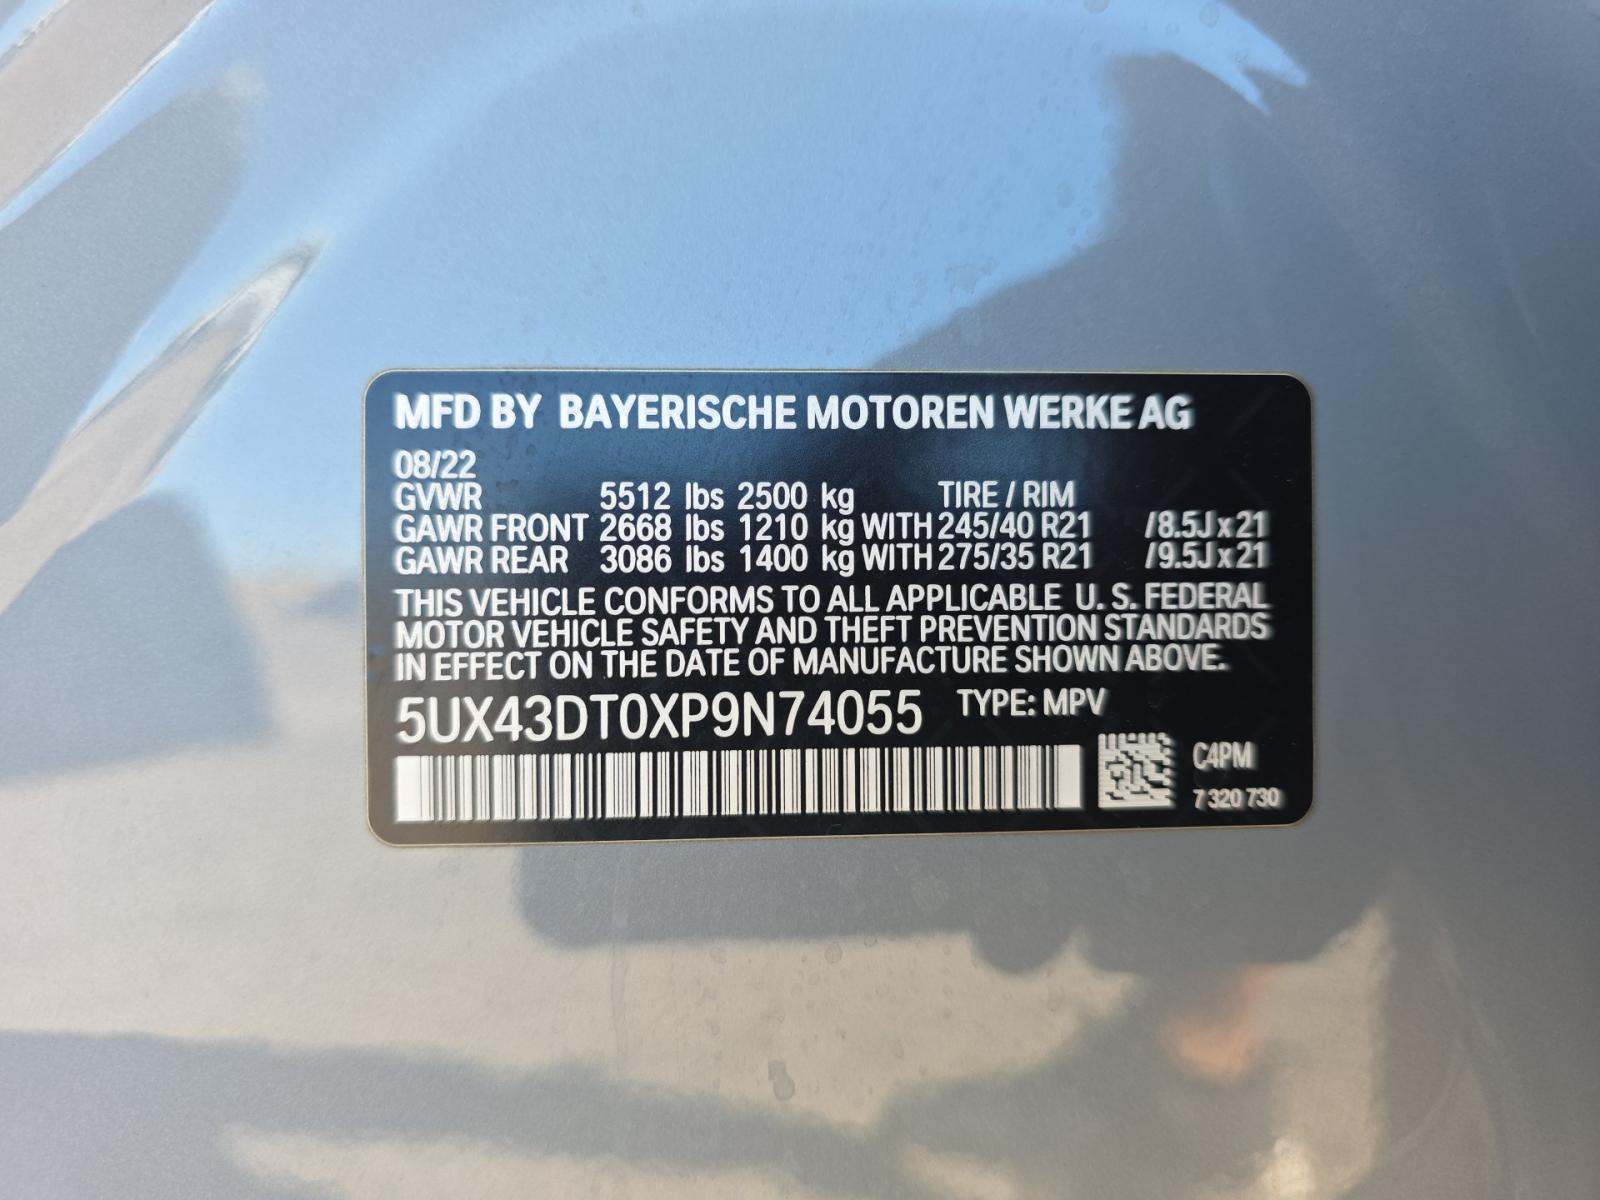 MFD BY BAYERISCHE MOTOREN WERKE AG
08/22
GVWR 5512 lbs 2500 kg TIRE / RIM
GAWR FRONT 2668 lbs 1210 kg WITH 245/40 R21 /8.5J x 21
GAWR REAR 3086 lbs 1400 kg WITH 275/35 R21 /9.5J x 21
THIS VEHICLE CONFORMS TO ALL APPLICABLE U. S. FEDERAL
MOTOR VEHICLE SAFETY AND THEFT PREVENTION STANDARDS
IN EFFECT ON THE DATE OF MANUFACTURE SHOWN ABOVE.
5UX43DT0XP9N74055 TYPE: MPV
C4PM
7 320 730